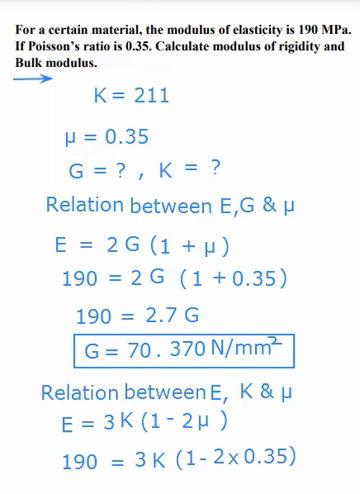 For a certain material, the modulus of elasticity is 190 MPa.
If Poisson's ratio is 0.35. Calculate modulus of rigidity and
Bulk modulus.
K = 211
μ = 0.35
G = ? , K = ?
Relation between E,G & μ
E = 2 G (1 + μ)
190 = 2 G (1 + 0.35)
190 = 2.7 G
G = 70.370 N/mm²
Relation between E, K & μ
E = 3 K (1 - 2μ )
190 = 3 K (1 - 2 x 0.35)